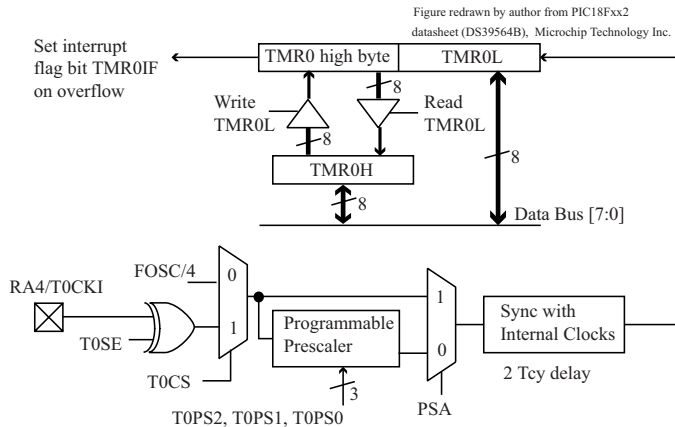 Figure redrawn by author from PIC18Fxx2
datasheet (DS39564B), Microchip Technology Inc.
Set interrupt
flag bit TMR0IF
on overflow
TMR0 high byte
TMR0L
8
Write
TMR0L
Read
TMR0L
8
8
TMR0H
8
Data Bus [7:0]
FOSC/4
0
RA4/T0CKI
1
T0SE
T0CS
Programmable
Prescaler
1
0
Sync with
Internal Clocks
3
2 Tcy delay
T0PS2, T0PS1, T0PS0
PSA